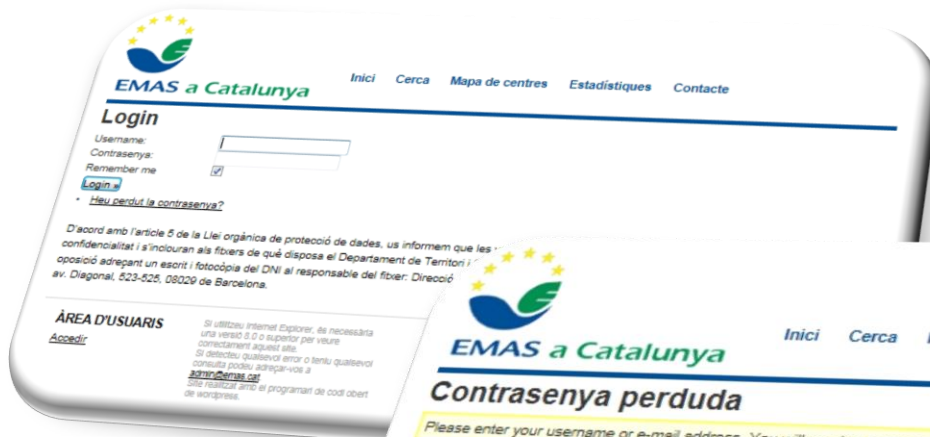 EMAS a Catalunya
Inici Cerca Mapa de centres Estadístiques Contacte
Login
Username:
Contrasenya:
Remember me
Login »
Heu perdut la contrasenya?
D'acord amb l'article 5 de la Llei orgànica de protecció de dades, us informem que les
confidencialitat i s'inclouran als fitxers de què disposa el Departament de Territori i
oposició adreçant un escrit i fotocòpia del DNI al responsable del fitxer: Direcció
av. Diagonal, 523-525, 08029 de Barcelona.
ÀREA D'USUARIS
Accedir
Si utilitzeu Internet Explorer, és necessària
una versió 8.0 o superior per veure
correctament aquest site.
Si detecteu qualsevol error o teniu qualsevol
consulta podeu adreçar-vos a
admin@emas.cat
Site realitzat amb el programari de codi obert
de wordpress.
EMAS a Catalunya
Inici Cerca
Contrasenya perduda
Please enter your username or e-mail address. You will